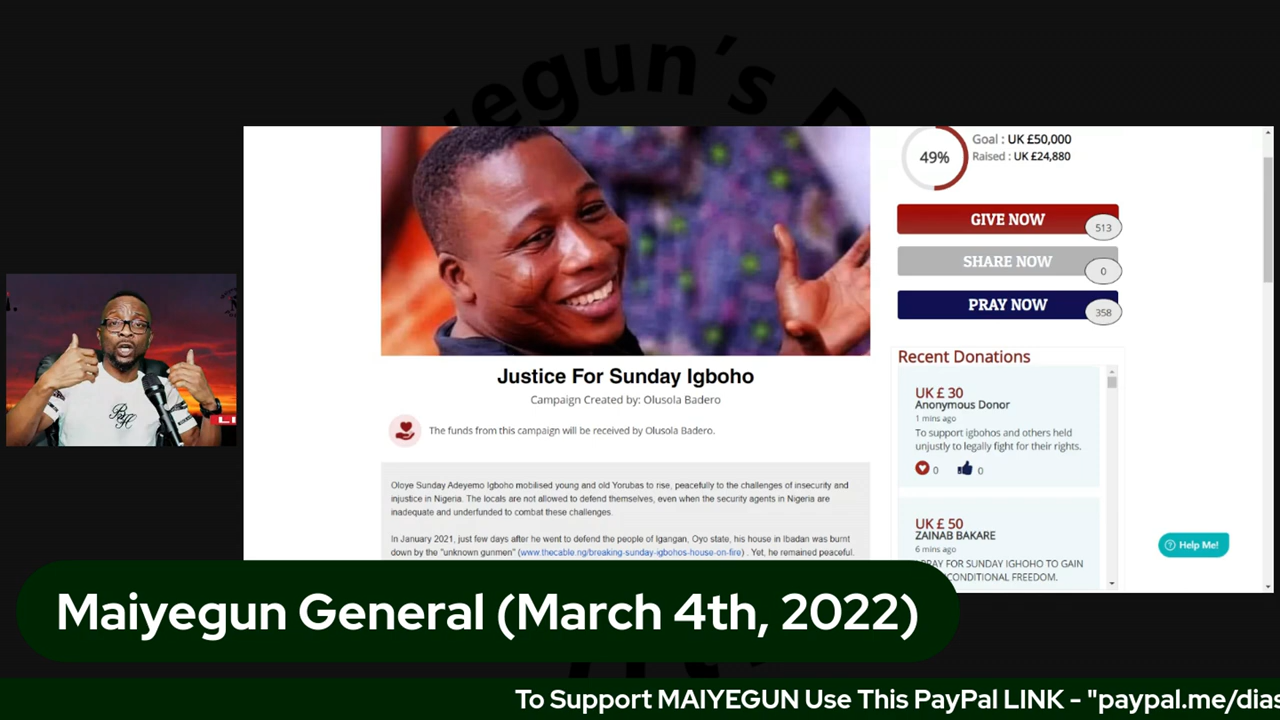 49%
Goal : UK £50,000
Raised : UK £24,880
GIVE NOW
513
SHARE NOW
0
PRAY NOW
358
Justice For Sunday Igboho
Campaign Created by: Olusola Badero
The funds from this campaign will be received by Olusola Badero.
Oloye Sunday Adeyemo Igboho mobilised young and old Yorubas to rise, peacefully to the challenges of insecurity and
injustice in Nigeria. The locals are not allowed to defend themselves, even when the security agents in Nigeria are
inadequate and underfunded to combat these challenges.
In January 2021, just few days after he went to defend the people of Igangan, Oyo state, his house in Ibadan was burnt
down by the "unknown gunmen" (www.thecable.ng/breaking-sunday-igbohos-house-on-fire) . Yet, he remained peaceful.
Recent Donations
UK £ 30
Anonymous Donor
1 mins ago
To support igbohos and others held
unjustly to legally fight for their rights.
0 0
UK £ 50
ZAINAB BAKARE
6 mins ago
PRAY FOR SUNDAY IGHOHO TO GAIN
CONDITIONAL FREEDOM.
Help Me!
Maiyegun General (March 4th, 2022)
To Support MAIYEGUN Use This PayPal LINK - "paypal.me/dias